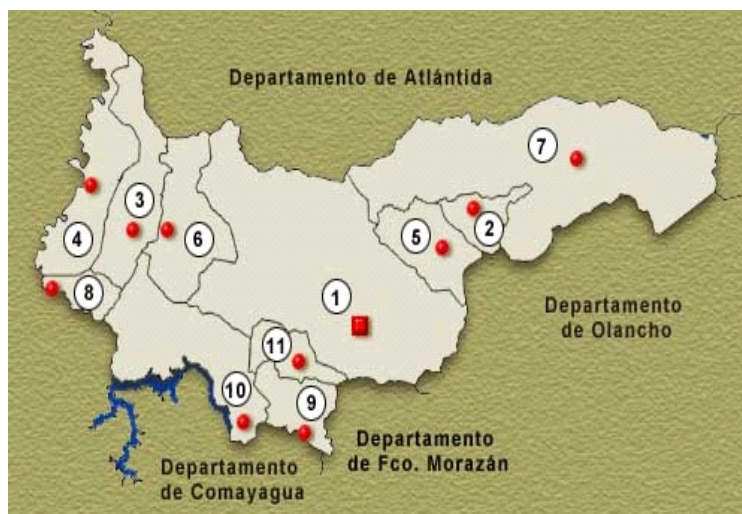 Departamento de Atlántida
7
3
2
4
6
5
8
1
Departamento
de Olancho
11
10
9
Departamento
de Fco. Morazán
Departamento
de Comayagua